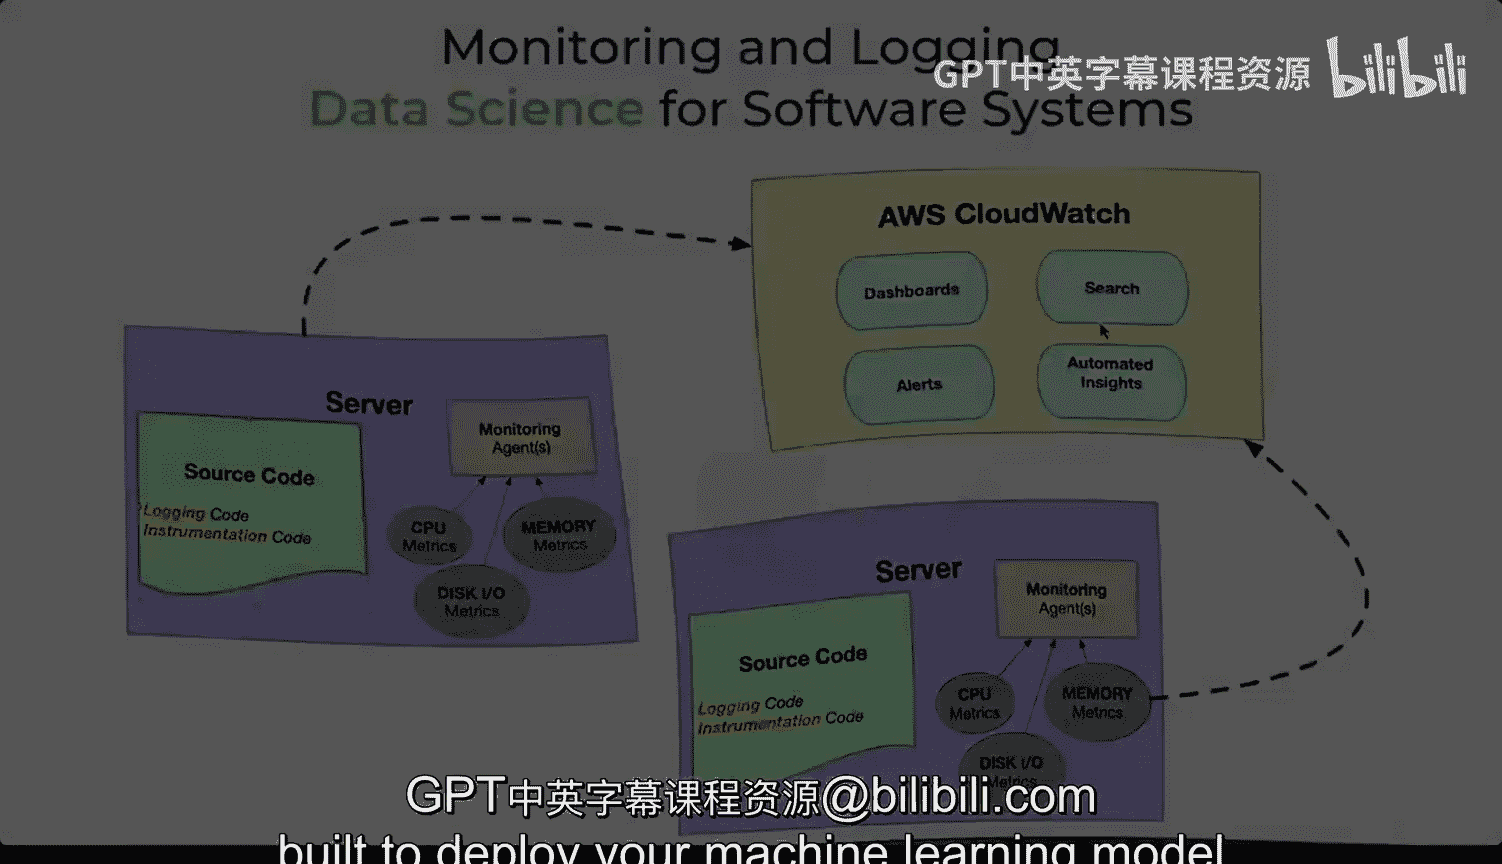 Monitoring and Logging
GPT中英字幕课程资源 bilibili
Data Science for Software Systems
AWS CloudWatch
Dashboards
Search
Alerts
Automated
Insights
Server
Monitoring
Agent(s)
Source Code
Logging Code
Instrumentation Code
CPU
Metrics
MEMORY
Metrics
DISK I/O
Metrics
Server
Monitoring
Agent(s)
Source Code
Logging Code
Instrumentation Code
CPU
Metrics
MEMORY
Metrics
DISK I/O
Metrics
GPT中英字幕课程资源@bilibili.com
built to deploy your machine learning model